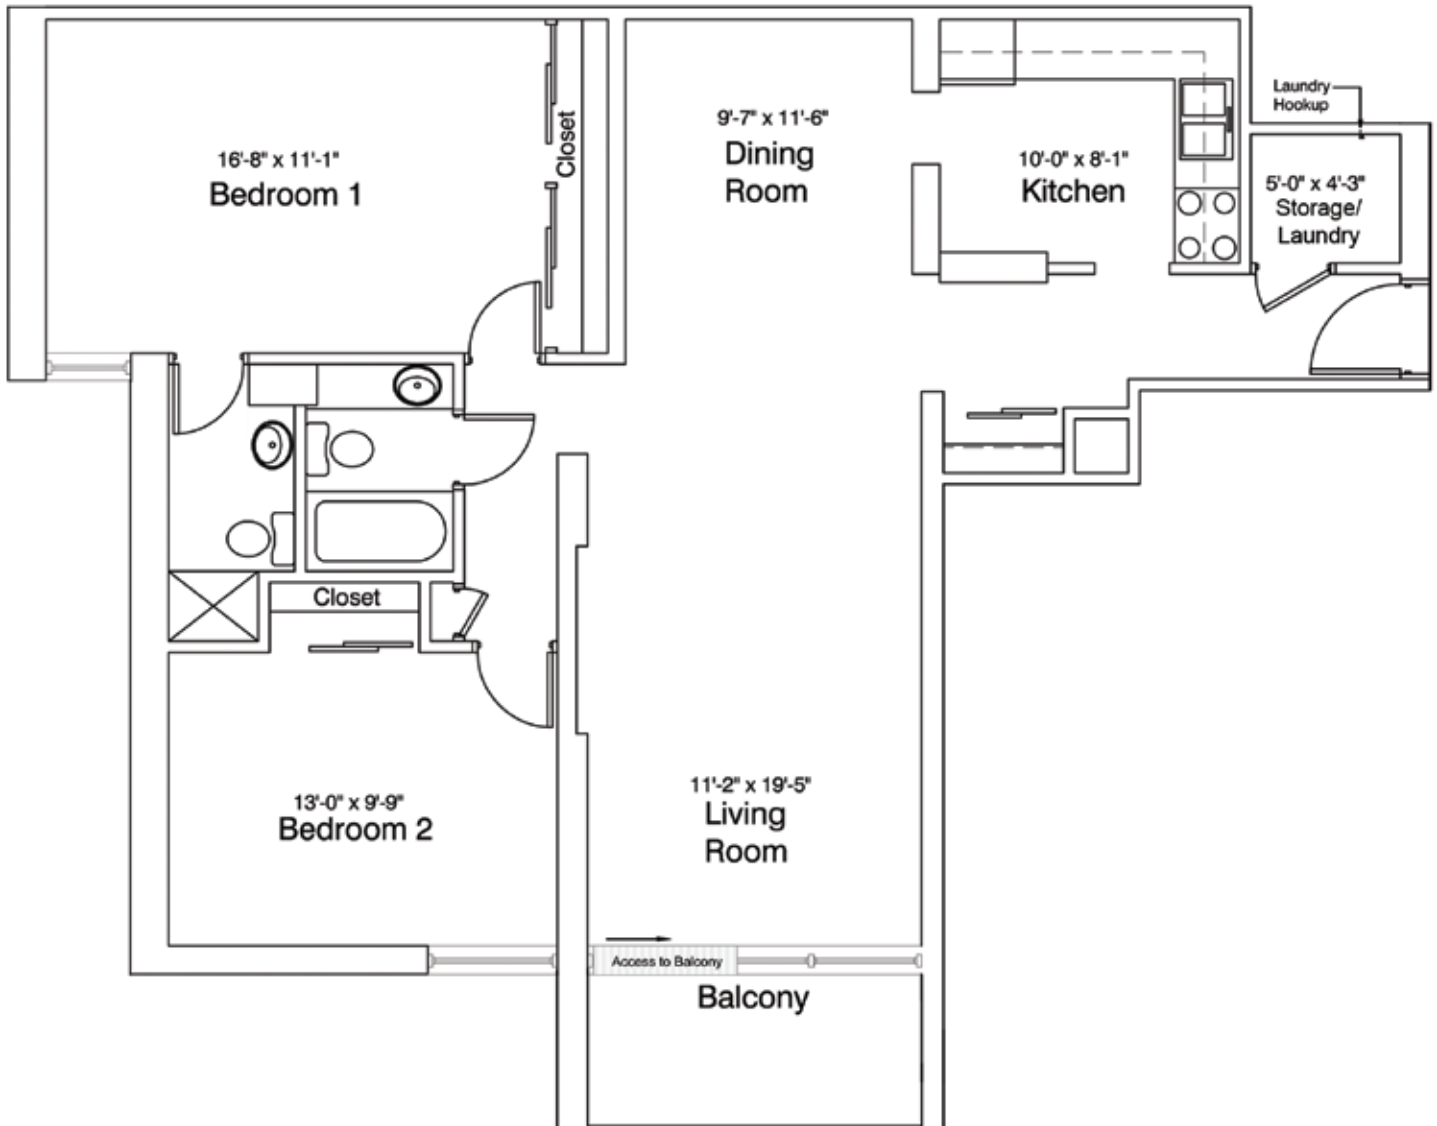 16'-8" x 11'-1"
Bedroom 1
Closet
9'-7" x 11'-6"
Dining
Room
10'-0" x 8'-1"
Kitchen
Laundry
Hookup
5'-0" x 4'-3"
Storage/
Laundry
Closet
13'-0" x 9'-9"
Bedroom 2
11'-2" x 19'-5"
Living
Room
Access to Balcony
Balcony